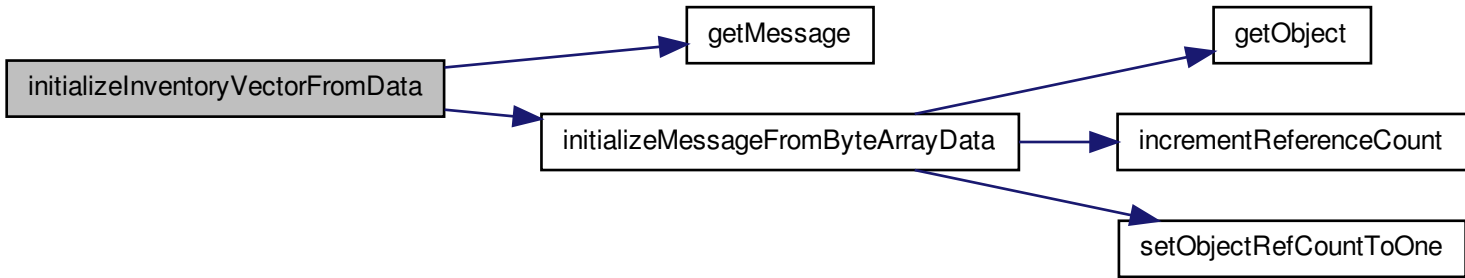 initializeInventoryVectorFromData
getMessage
initializeMessageFromByteArrayData
getObject
incrementReferenceCount
setObjectRefCountToOne